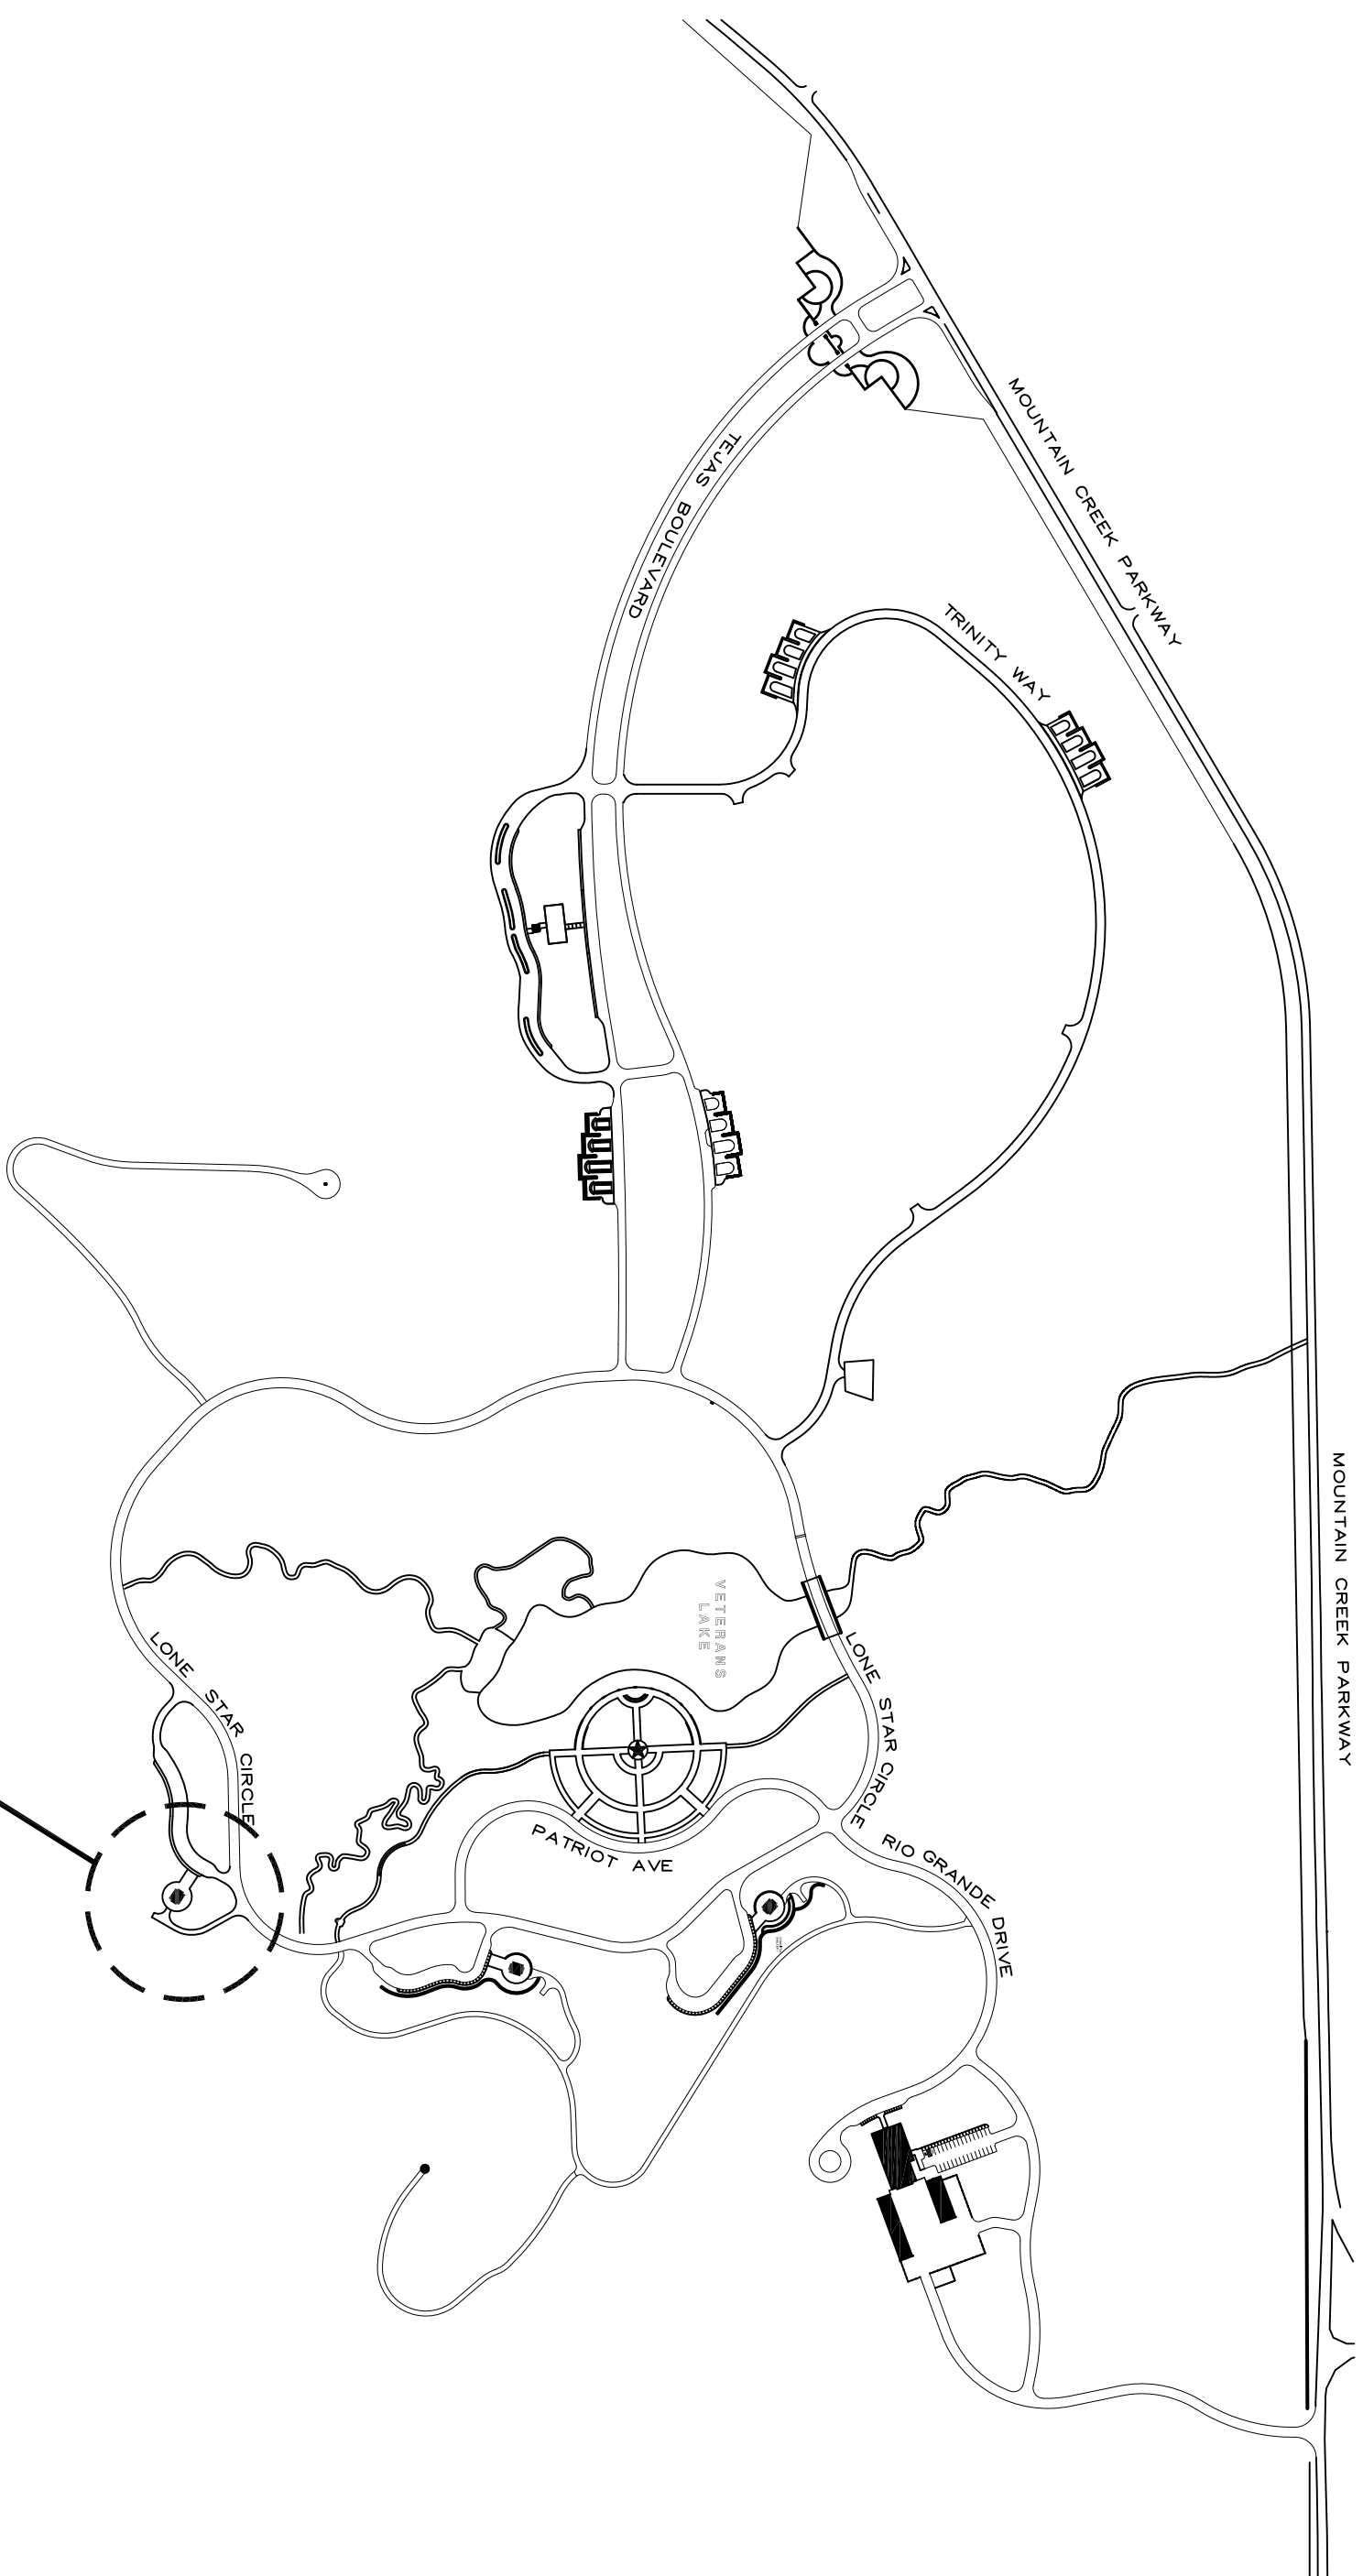 MOUNTAIN CREEK PARKWAY
TEJAS BOULEVARD
TRINITY WAY
MOUNTAIN CREEK PARKWAY
VETERANS
LAKE
LONE STAR CIRCLE
LONE STAR CIRCLE
PATRIOT AVE
RIO GRANDE DRIVE